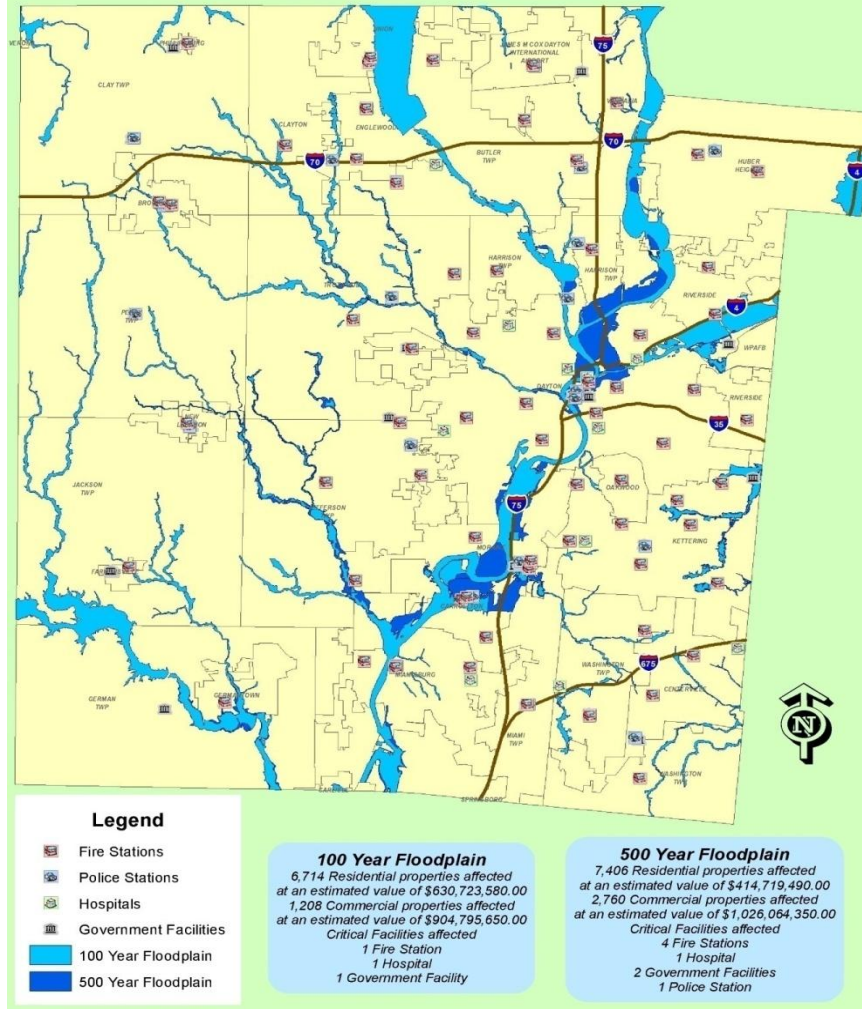 VERONA
UNION
PHILLIPSBURG
JAMES M COX DAYTON
INTERNATIONAL
AIRPORT
75
VANDALIA
CLAY TWP
CLAYTON
ENGLEWOOD
70
70
BUTLER
TWP
HUBER
HEIGHTS
4
HARRISON
TWP
HARRISON
TWP
RIVERSIDE
4
PERRY
TWP
WPAFB
DAYTON
RIVERSIDE
35
NEW
LEBANON
JACKSON
TWP
JEFFERSON
TWP
75
OAKWOOD
KETTERING
MORAINE
WASHINGTON
TWP
675
CENTERVILLE
GERMAN
TWP
GERMANTOWN
MIAMISBURG
MIAMI
TWP
N
WASHINGTON
TWP
CARLISLE
SPRINGBORO
Legend
Fire Stations
Police Stations
Hospitals
Government Facilities
100 Year Floodplain
500 Year Floodplain
100 Year Floodplain
6,714 Residential properties affected
at an estimated value of $630,723,580.00
1,208 Commercial properties affected
at an estimated value of $904,795,650.00
Critical Facilities affected
1 Fire Station
1 Hospital
1 Government Facility
500 Year Floodplain
7,406 Residential properties affected
at an estimated value of $414,719,490.00
2,760 Commercial properties affected
at an estimated value of $1,026,064,350.00
Critical Facilities affected
4 Fire Stations
1 Hospital
2 Government Facilities
1 Police Station